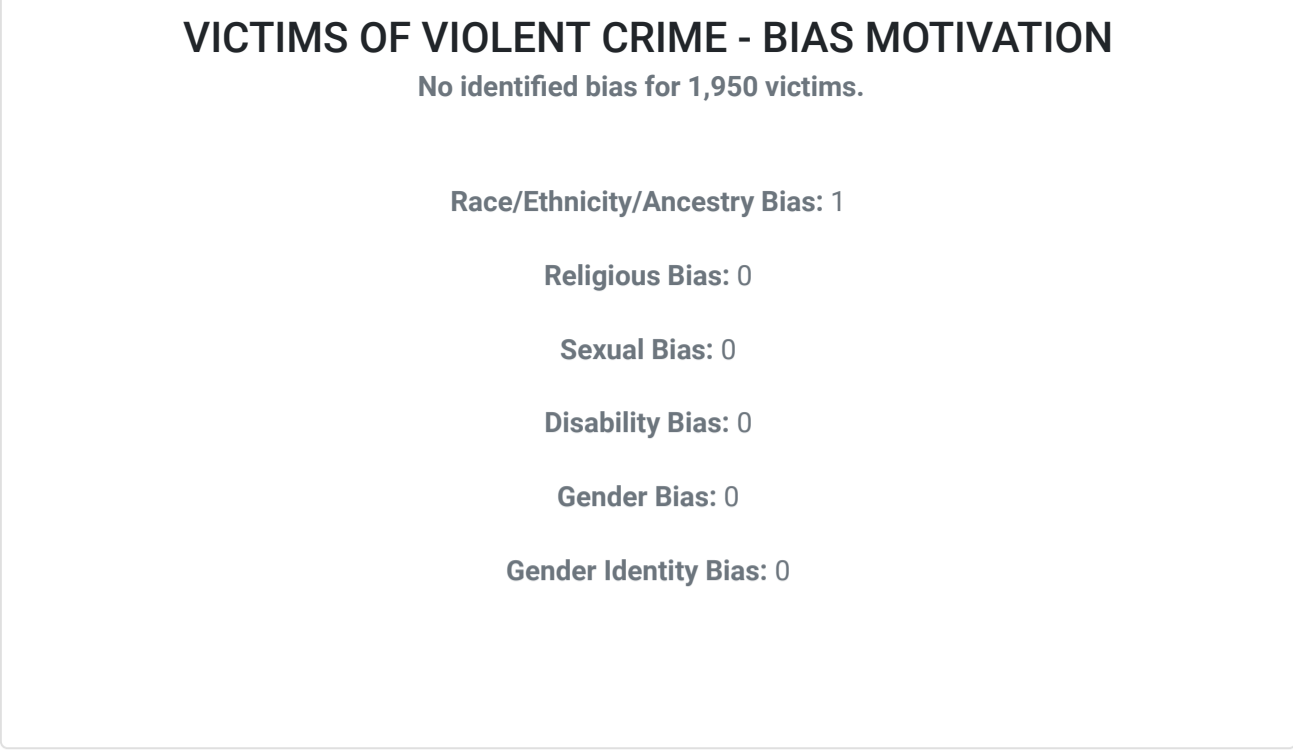 VICTIMS OF VIOLENT CRIME - BIAS MOTIVATION
No identified bias for 1,950 victims.
Race/Ethnicity/Ancestry Bias: 1
Religious Bias: 0
Sexual Bias: 0
Disability Bias: 0
Gender Bias: 0
Gender Identity Bias: 0